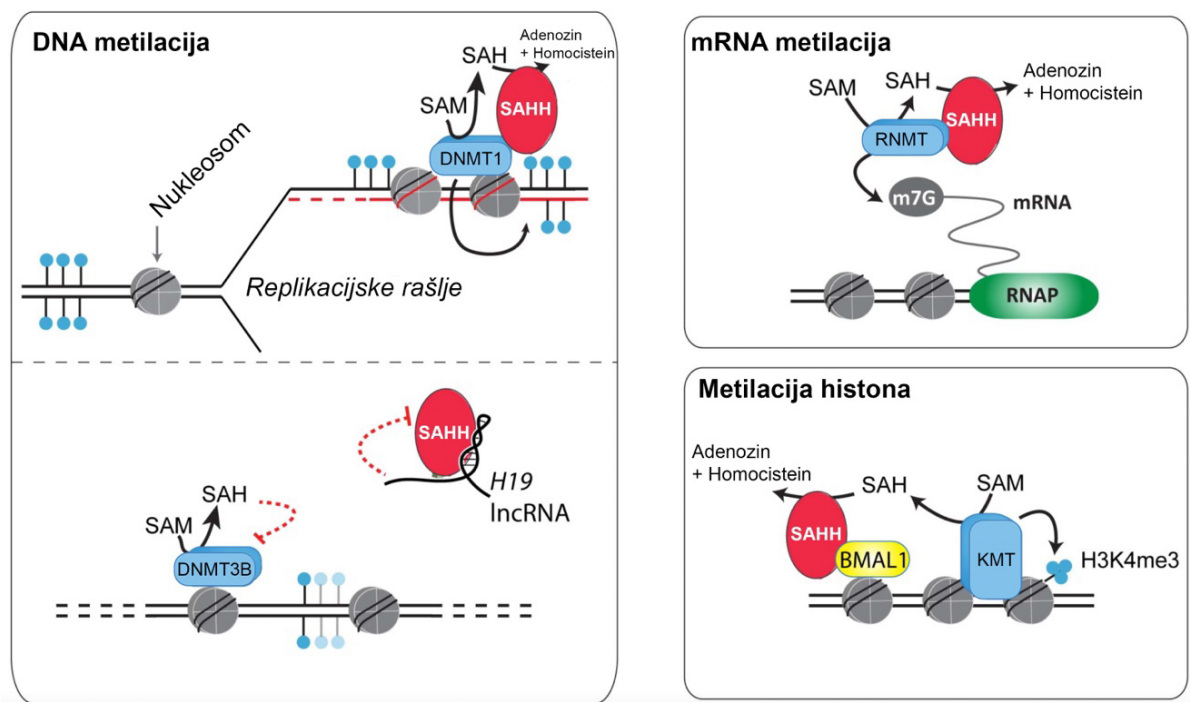 DNA metilacija
Adenozin
+ Homocistein
SAH
SAM
SAHH
DNMT1
Nukleosom
Replikacijske rašlje
SAHH
H19
lncRNA
SAH
SAM
DNMT3B
mRNA metilacija
SAM
SAH
Adenozin
+ Homocistein
SAHH
RNMT
m7G
mRNA
RNAP
Metilacija histona
Adenozin
+ Homocistein
SAH
SAM
SAHH
BMAL1
KMT
H3K4me3